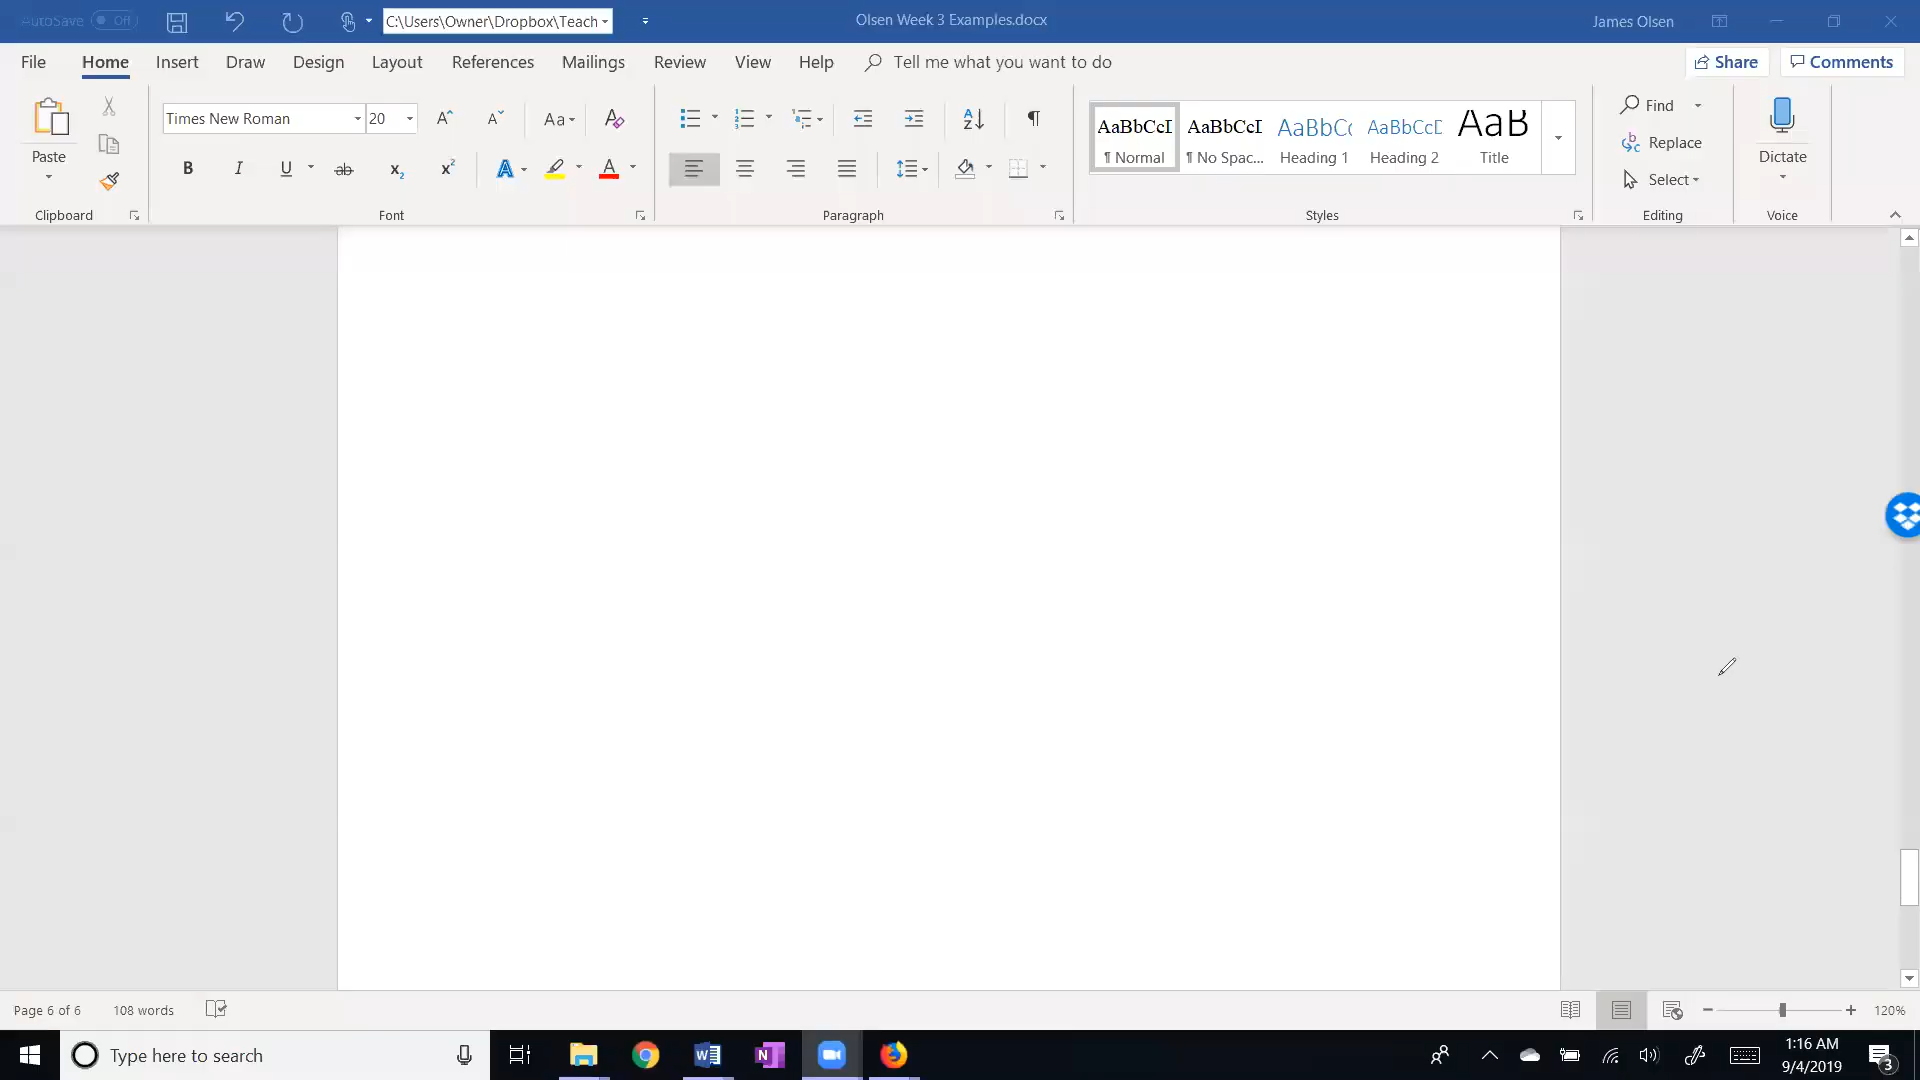 AutoSave Off C:\Users\Owner\Dropbox\Teach Olsen Week 3 Examples.docx James Olsen
File Home Insert Draw Design Layout References Mailings Review View Help Tell me what you want to do Share Comments
Paste Times New Roman 20 Aa
AaBbCcI AaBbCcI AaBbCc AaBbCcD AaB
¶ Normal ¶ No Spac... Heading 1 Heading 2 Title
Find
Replace
Select
Dictate
Clipboard Font Paragraph Styles Editing Voice
Page 6 of 6 108 words 120%
Type here to search
1:16 AM
9/4/2019
3